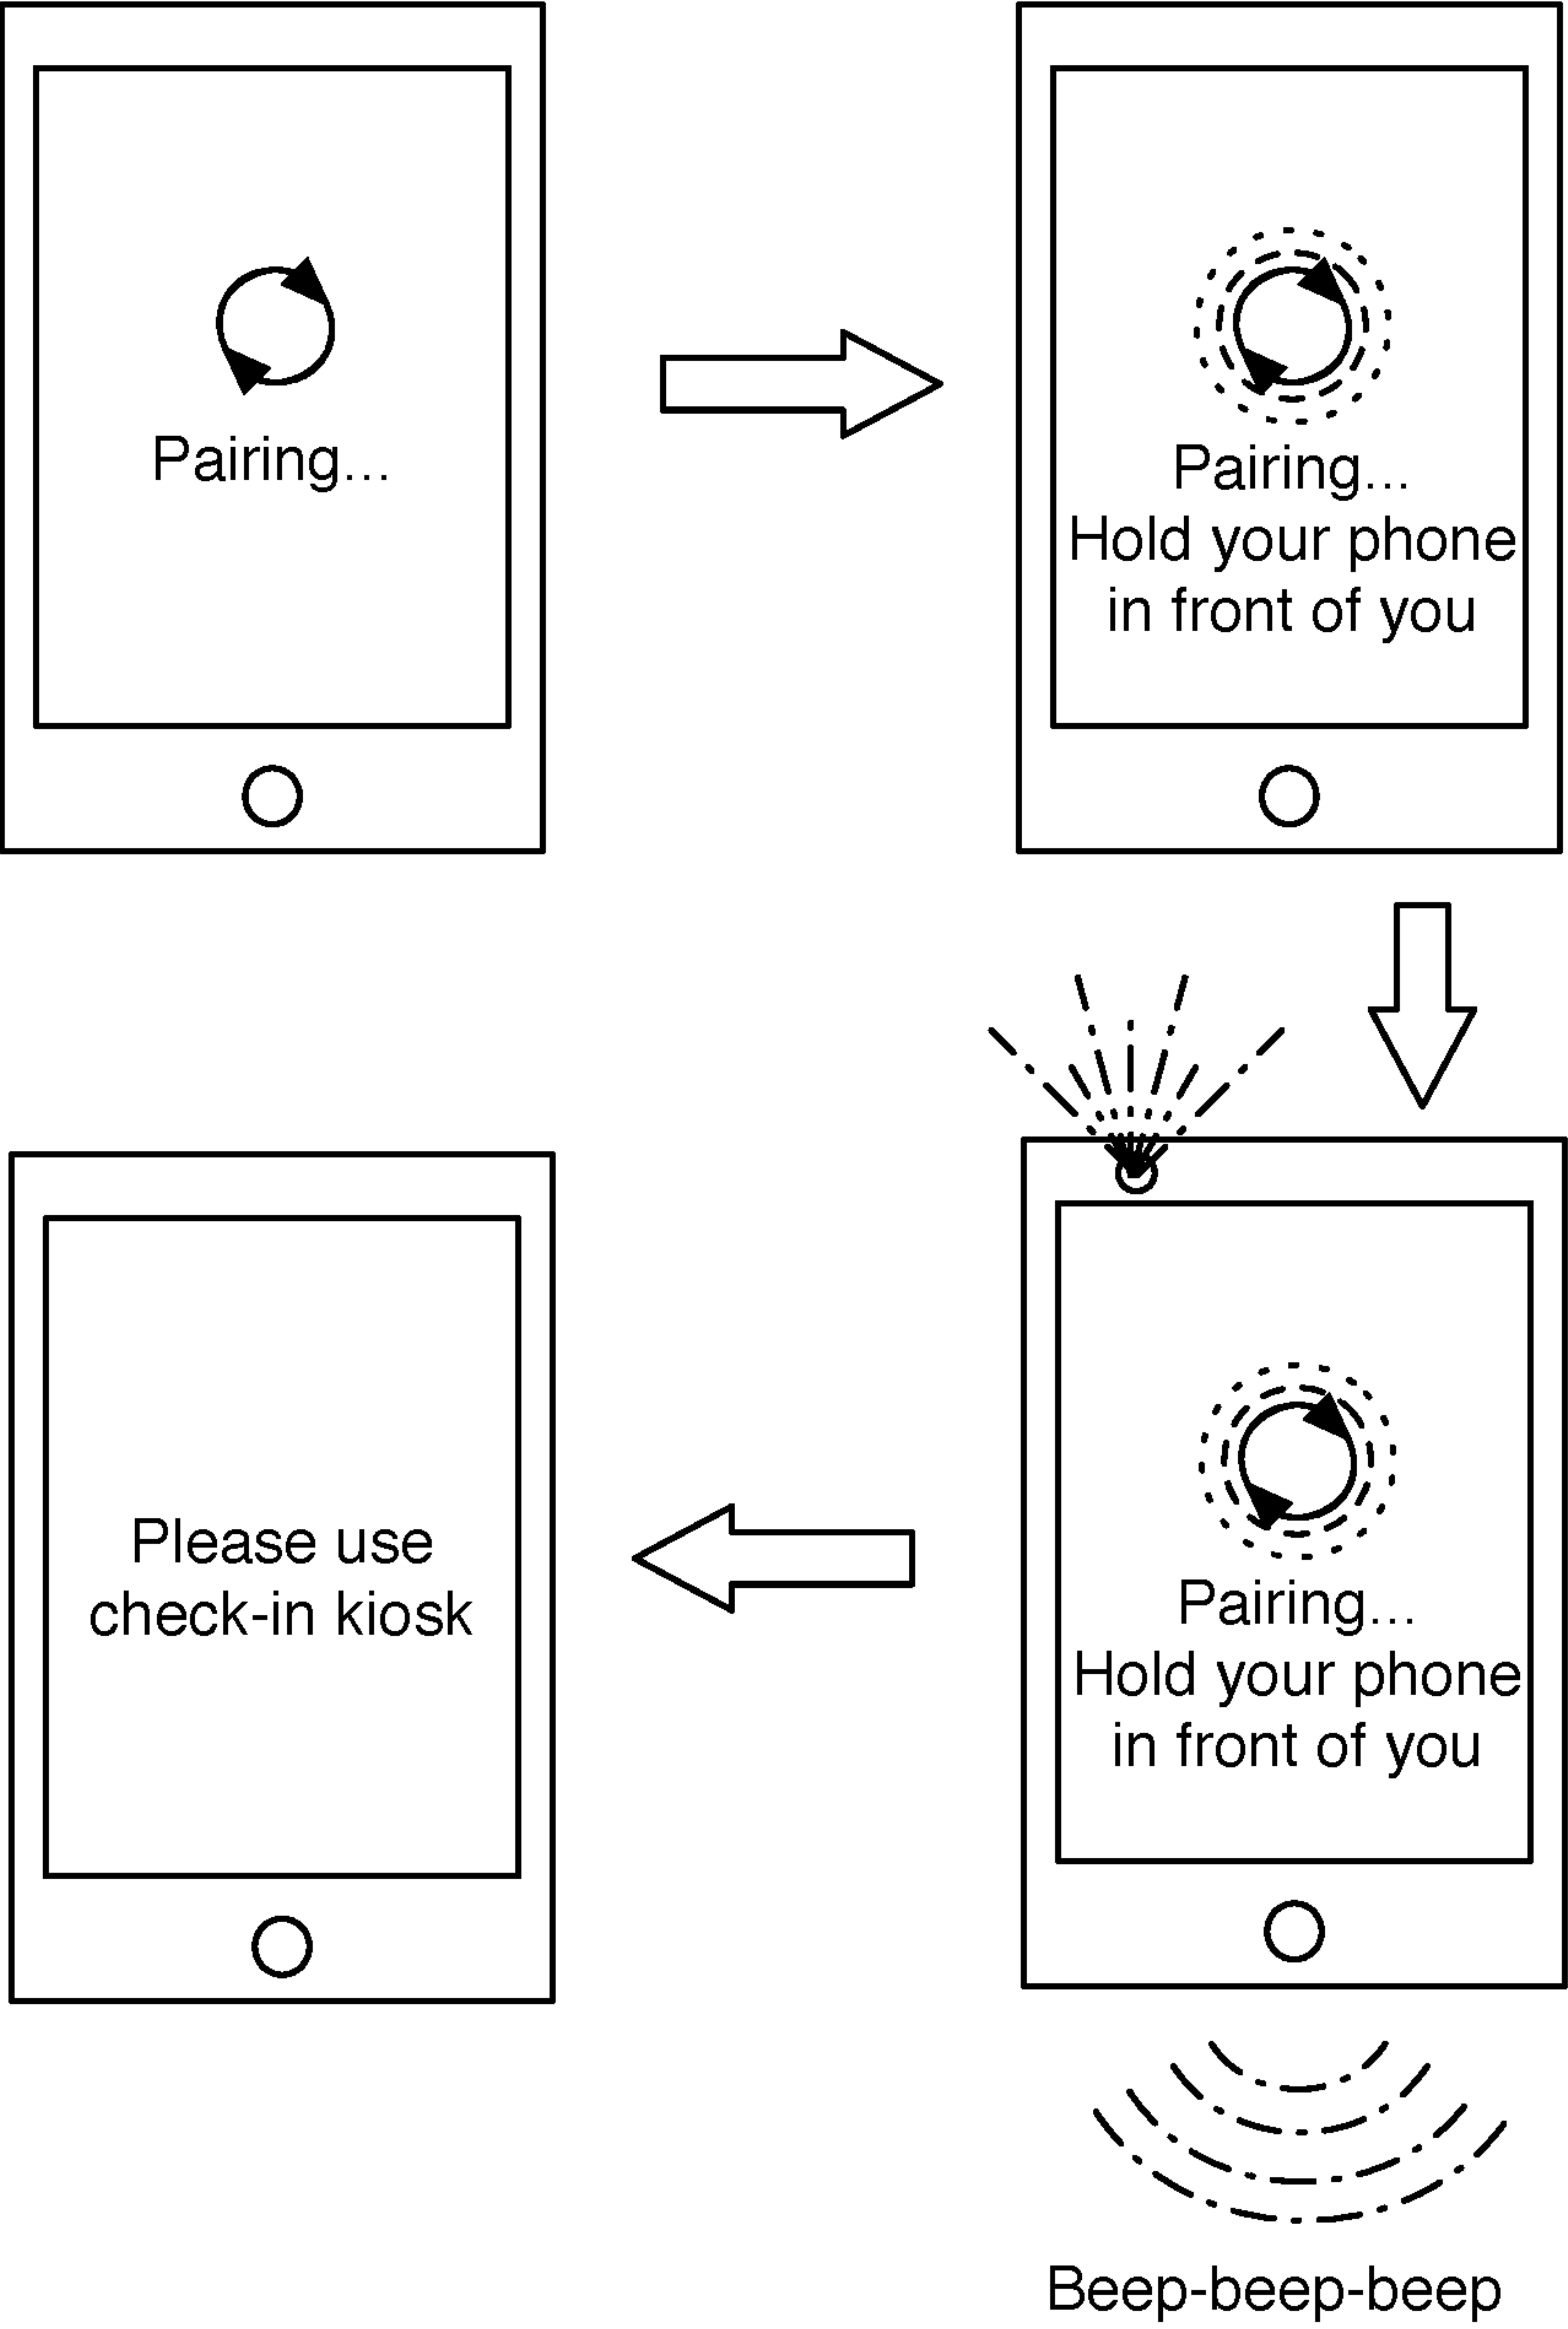 Pairing...
Pairing...
Hold your phone
in front of you
Pairing...
Hold your phone
in front of you
Beep-beep-beep
Please use
check-in kiosk